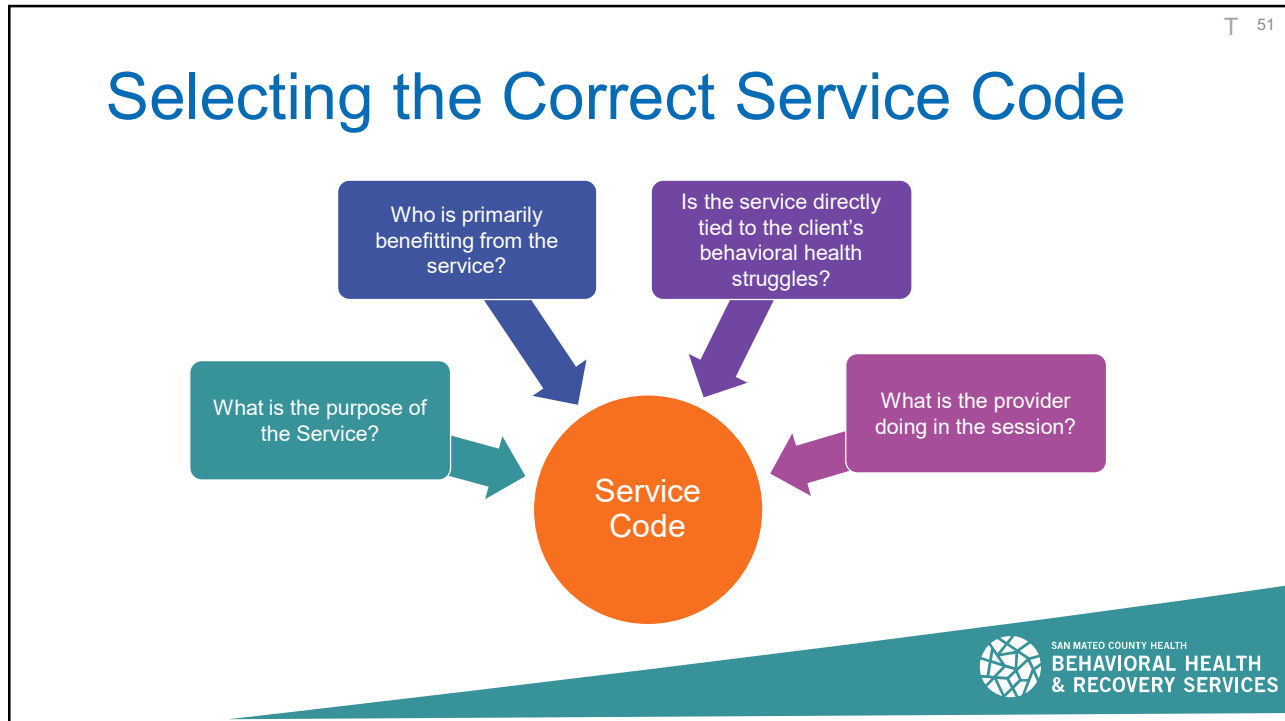 T 51
Selecting the Correct Service Code
Who is primarily
benefitting from the
service?
Is the service directly
tied to the client's
behavioral health
struggles?
What is the purpose of
the Service?
What is the provider
doing in the session?
Service
Code
SAN MATEO COUNTY HEALTH
BEHAVIORAL HEALTH
& RECOVERY SERVICES